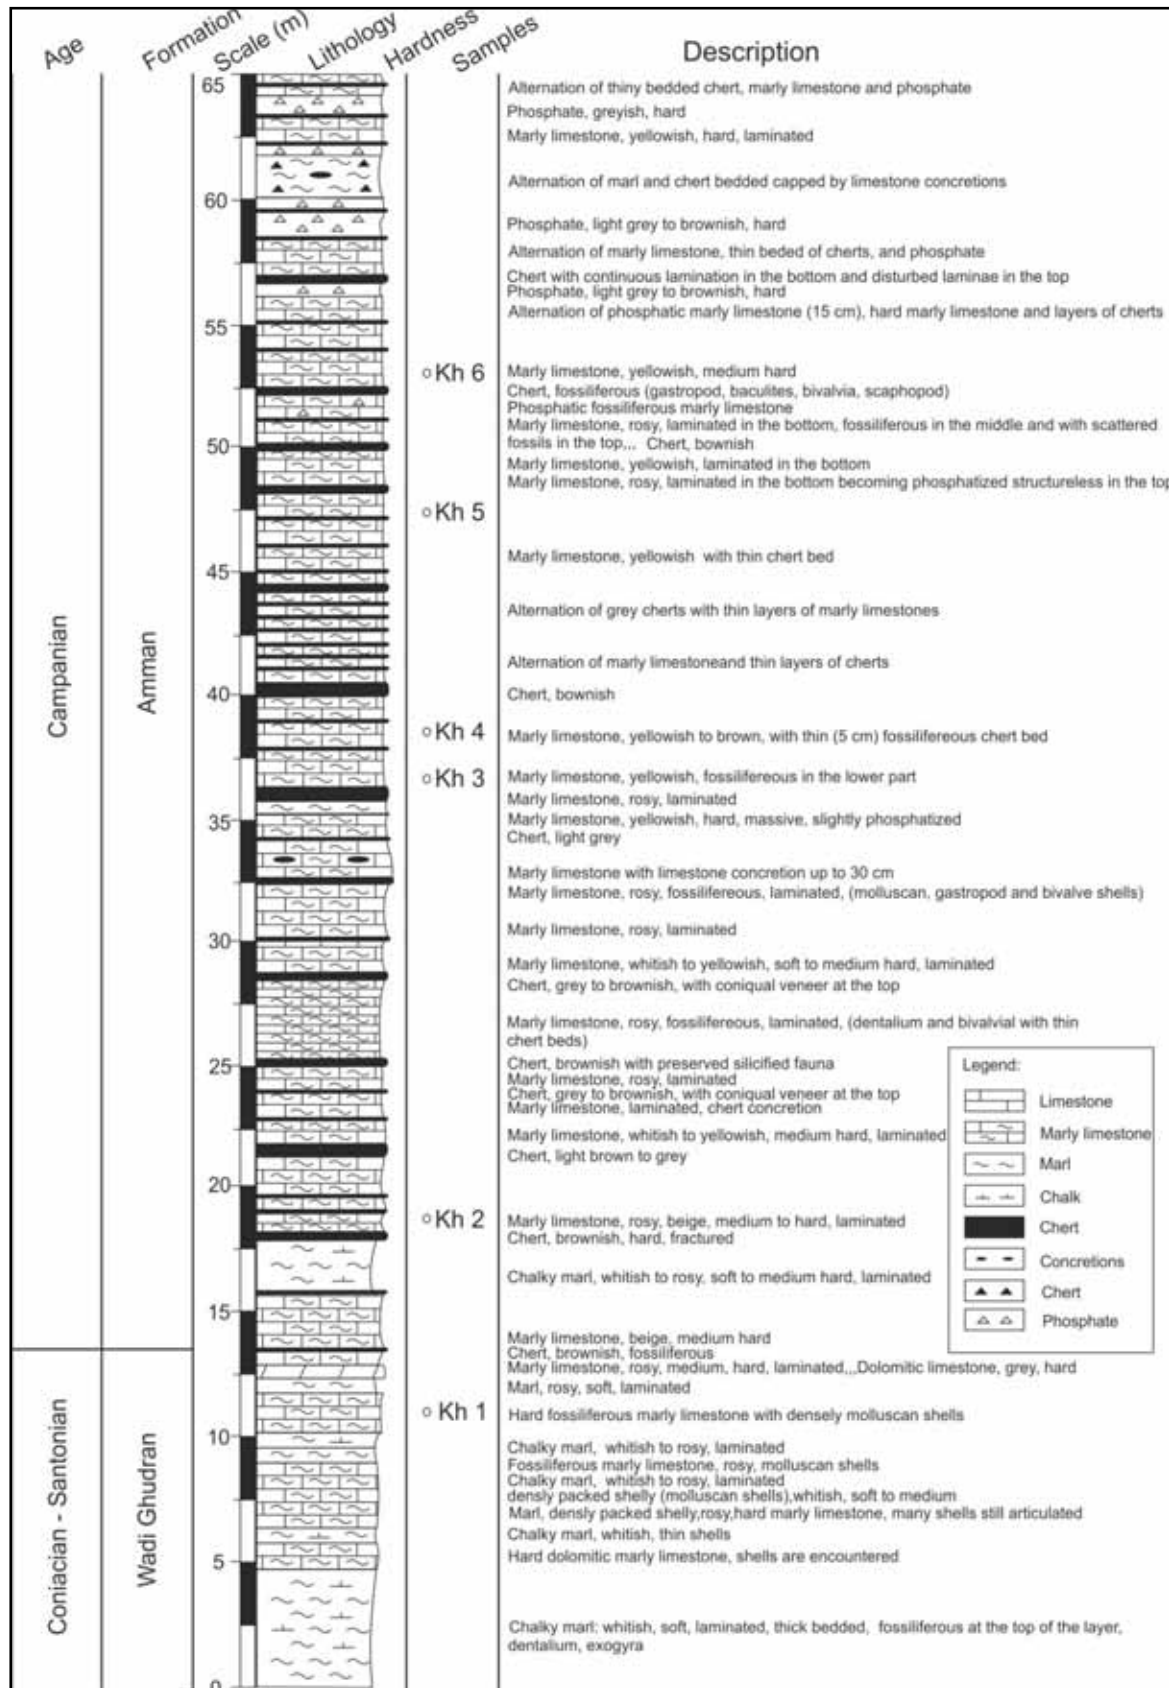 Age
Formation
Scale (m)
Lithology
Hardness
Samples
Description
65
60
55
50
45
40
35
30
25
20
15
10
5
0
Campanian
Coniacian - Santonian
Amman
Wadi Ghudran
Kh 6
Kh 5
Kh 4
Kh 3
Kh 2
Kh 1
Alternation of thiny bedded chert, marly limestone and phosphate
Phosphate, greyish, hard
Marly limestone, yellowish, hard, laminated
Alternation of marl and chert bedded capped by limestone concretions
Phosphate, light grey to brownish, hard
Alternation of marly limestone, thin beded of cherts, and phosphate
Chert with continuous lamination in the bottom and disturbed laminae in the top
Phosphate, light grey to brownish, hard
Alternation of phosphatic marly limestone (15 cm), hard marly limestone and layers of cherts
Marly limestone, yellowish, medium hard
Chert, fossiliferous (gastropod, baculites, bivalvia, scaphopod)
Phosphatic fossiliferous marly limestone
Marly limestone, rosy, laminated in the bottom, fossiliferous in the middle and with scattered
fossils in the top,,, Chert, bownish
Marly limestone, yellowish, laminated in the bottom
Marly limestone, rosy, laminated in the bottom becoming phosphatized structureless in the top
Marly limestone, yellowish with thin chert bed
Alternation of grey cherts with thin layers of marly limestones
Alternation of marly limestoneand thin layers of cherts
Chert, bownish
Marly limestone, yellowish to brown, with thin (5 cm) fossilifereous chert bed
Marly limestone, yellowish, fossilifereous in the lower part
Marly limestone, rosy, laminated
Marly limestone, yellowish, hard, massive, slightly phosphatized
Chert, light grey
Marly limestone with limestone concretion up to 30 cm
Marly limestone, rosy, fossilifereous, laminated, (molluscan, gastropod and bivalve shells)
Marly limestone, rosy, laminated
Marly limestone, whitish to yellowish, soft to medium hard, laminated
Chert, grey to brownish, with coniqual veneer at the top
Marly limestone, rosy, fossilifereous, laminated, (dentalium and bivalvial with thin
chert beds)
Chert, brownish with preserved silicified fauna
Marly limestone, rosy, laminated
Chert, grey to brownish, with coniqual veneer at the top
Marly limestone, laminated, chert concretion
Marly limestone, whitish to yellowish, medium hard, laminated
Chert, light brown to grey
Marly limestone, rosy, beige, medium to hard, laminated
Chert, brownish, hard, fractured
Chalky marl, whitish to rosy, soft to medium hard, laminated
Marly limestone, beige, medium hard
Chert, brownish, fossiliferous
Marly limestone, rosy, medium, hard, laminated,,,Dolomitic limestone, grey, hard
Marl, rosy, soft, laminated
Hard fossiliferous marly limestone with densely molluscan shells
Chalky marl, whitish to rosy, laminated
Fossiliferous marly limestone, rosy, molluscan shells
Chalky marl, whitish to rosy, laminated
densly packed shelly (molluscan shells),whitish, soft to medium
Marl, densly packed shelly,rosy,hard marly limestone, many shells still articulated
Chalky marl, whitish, thin shells
Hard dolomitic marly limestone, shells are encountered
Chalky marl: whitish, soft, laminated, thick bedded, fossiliferous at the top of the layer,
dentalium, exogyra
Legend:
Limestone
Marly limestone
Marl
Chalk
Chert
Concretions
Chert
Phosphate